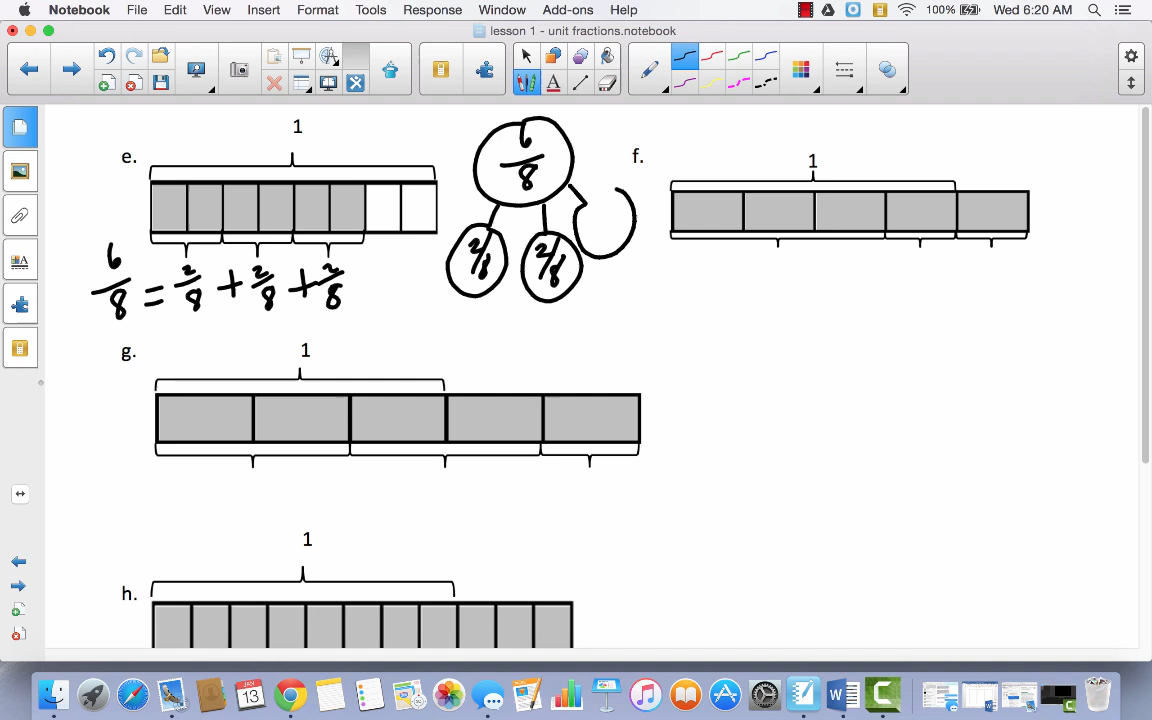 Notebook File Edit View Insert Format Tools Response Window Add-ons Help 100% Wed 6:20 AM
lesson 1 - unit fractions.notebook
1
e.
6/8
f.
1
2/8 2/8
6/8 = 2/8 + 2/8 + 2/8
g.
1
1
h.
JAN
13